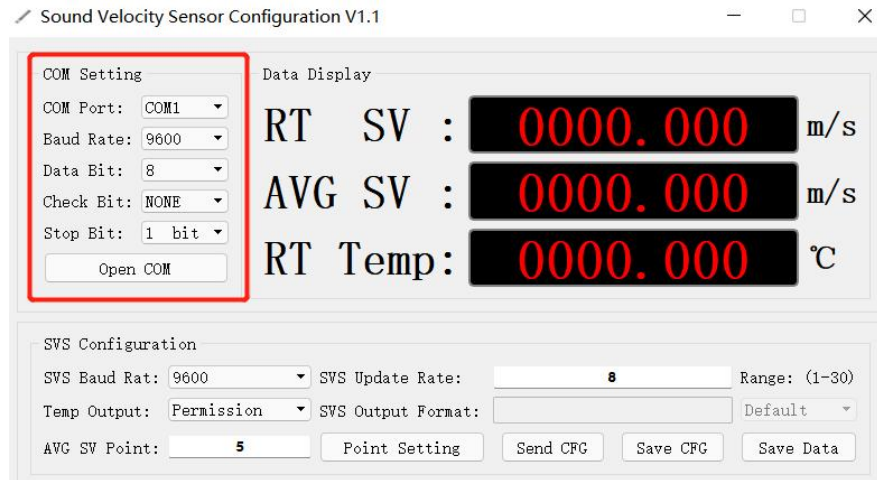 Sound Velocity Sensor Configuration V1.1
COM Setting
COM Port: COM1
Baud Rate: 9600
Data Bit: 8
Check Bit: NONE
Stop Bit: 1 bit
Open COM
Data Display
RT SV : 0000.000 m/s
AVG SV : 0000.000 m/s
RT Temp: 0000.000 ℃
SVS Configuration
SVS Baud Rat: 9600 SVS Update Rate: 8 Range: (1-30)
Temp Output: Permission SVS Output Format: Default
AVG SV Point: 5 Point Setting Send CFG Save CFG Save Data